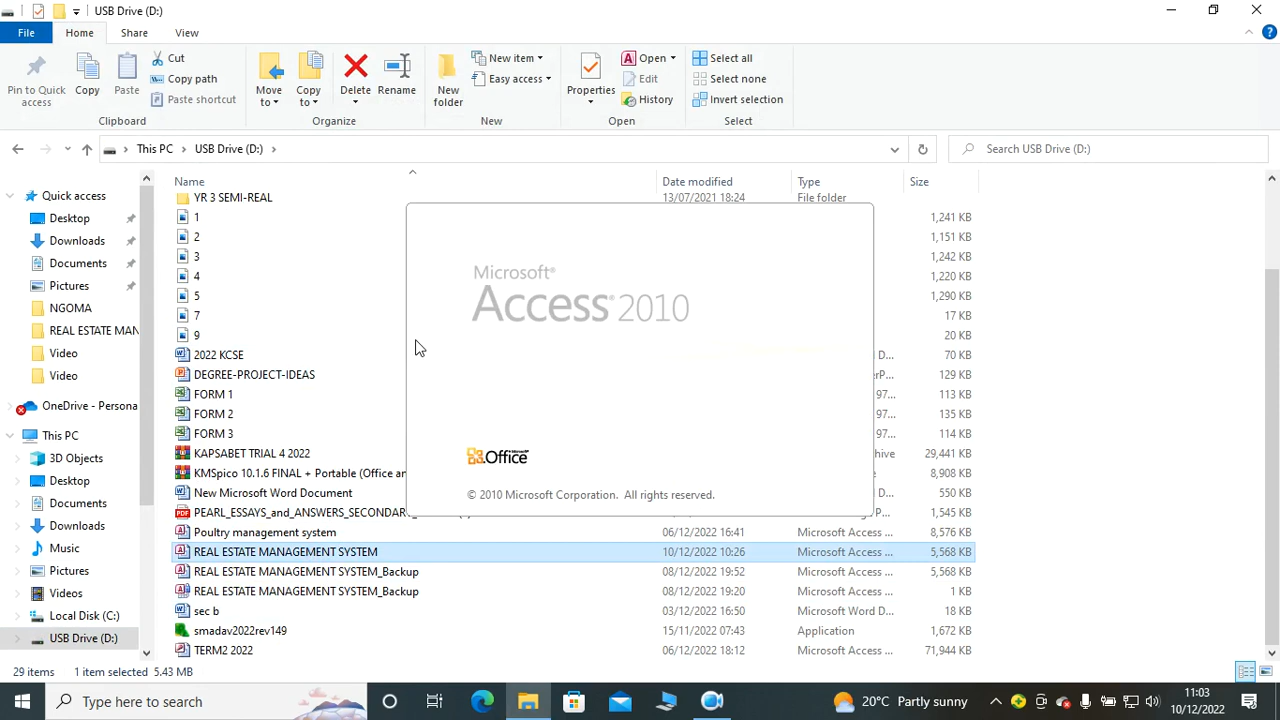 USB Drive (D:)
File Home Share View
Pin to Quick access
Copy
Paste
Cut
Copy path
Paste shortcut
Clipboard
Move to
Copy to
Delete
Rename
Organize
New folder
New item
Easy access
New
Properties
Open
Edit
History
Open
Select all
Select none
Invert selection
Select
This PC USB Drive (D:)
Search USB Drive (D:)
Name Date modified Type Size
Quick access
Desktop
Downloads
Documents
Pictures
NGOMA
REAL ESTATE MAN
Video
Video
OneDrive - Persona
This PC
3D Objects
Desktop
Documents
Downloads
Music
Pictures
Videos
Local Disk (C:)
USB Drive (D:)
YR 3 SEMI-REAL 13/07/2021 18:24 File folder
1 1,241 KB
2 1,151 KB
3 1,242 KB
4 1,220 KB
5 1,290 KB
7 17 KB
9 20 KB
2022 KCSE D... 70 KB
DEGREE-PROJECT-IDEAS erP... 129 KB
FORM 1 97... 113 KB
FORM 2 97... 135 KB
FORM 3 97... 114 KB
KAPSABET TRIAL 4 2022 hive 29,441 KB
KMSpico 10.1.6 FINAL + Portable (Office an 8,908 KB
New Microsoft Word Document D... 550 KB
PEARL_ESSAYS_and_ANSWERS_SECONDARY_ 1,545 KB
Poultry management system 06/12/2022 16:41 Microsoft Access ... 8,576 KB
REAL ESTATE MANAGEMENT SYSTEM 10/12/2022 10:26 Microsoft Access ... 5,568 KB
REAL ESTATE MANAGEMENT SYSTEM_Backup 08/12/2022 19:52 Microsoft Access ... 5,568 KB
REAL ESTATE MANAGEMENT SYSTEM_Backup 08/12/2022 19:20 Microsoft Access ... 1 KB
sec b 03/12/2022 16:50 Microsoft Word D... 18 KB
smadav2022rev149 15/11/2022 07:43 Application 1,672 KB
TERM2 2022 06/12/2022 18:12 Microsoft Access ... 71,944 KB
Microsoft®
Access® 2010
Microsoft®
Office
© 2010 Microsoft Corporation. All rights reserved.
29 items 1 item selected 5.43 MB
Type here to search
20°C Partly sunny
11:03
10/12/2022